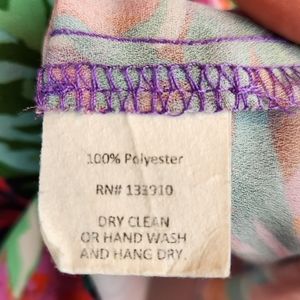 100% Polyester
RN# 133910
DRY CLEAN
OR HAND WASH
AND HANG DRY.